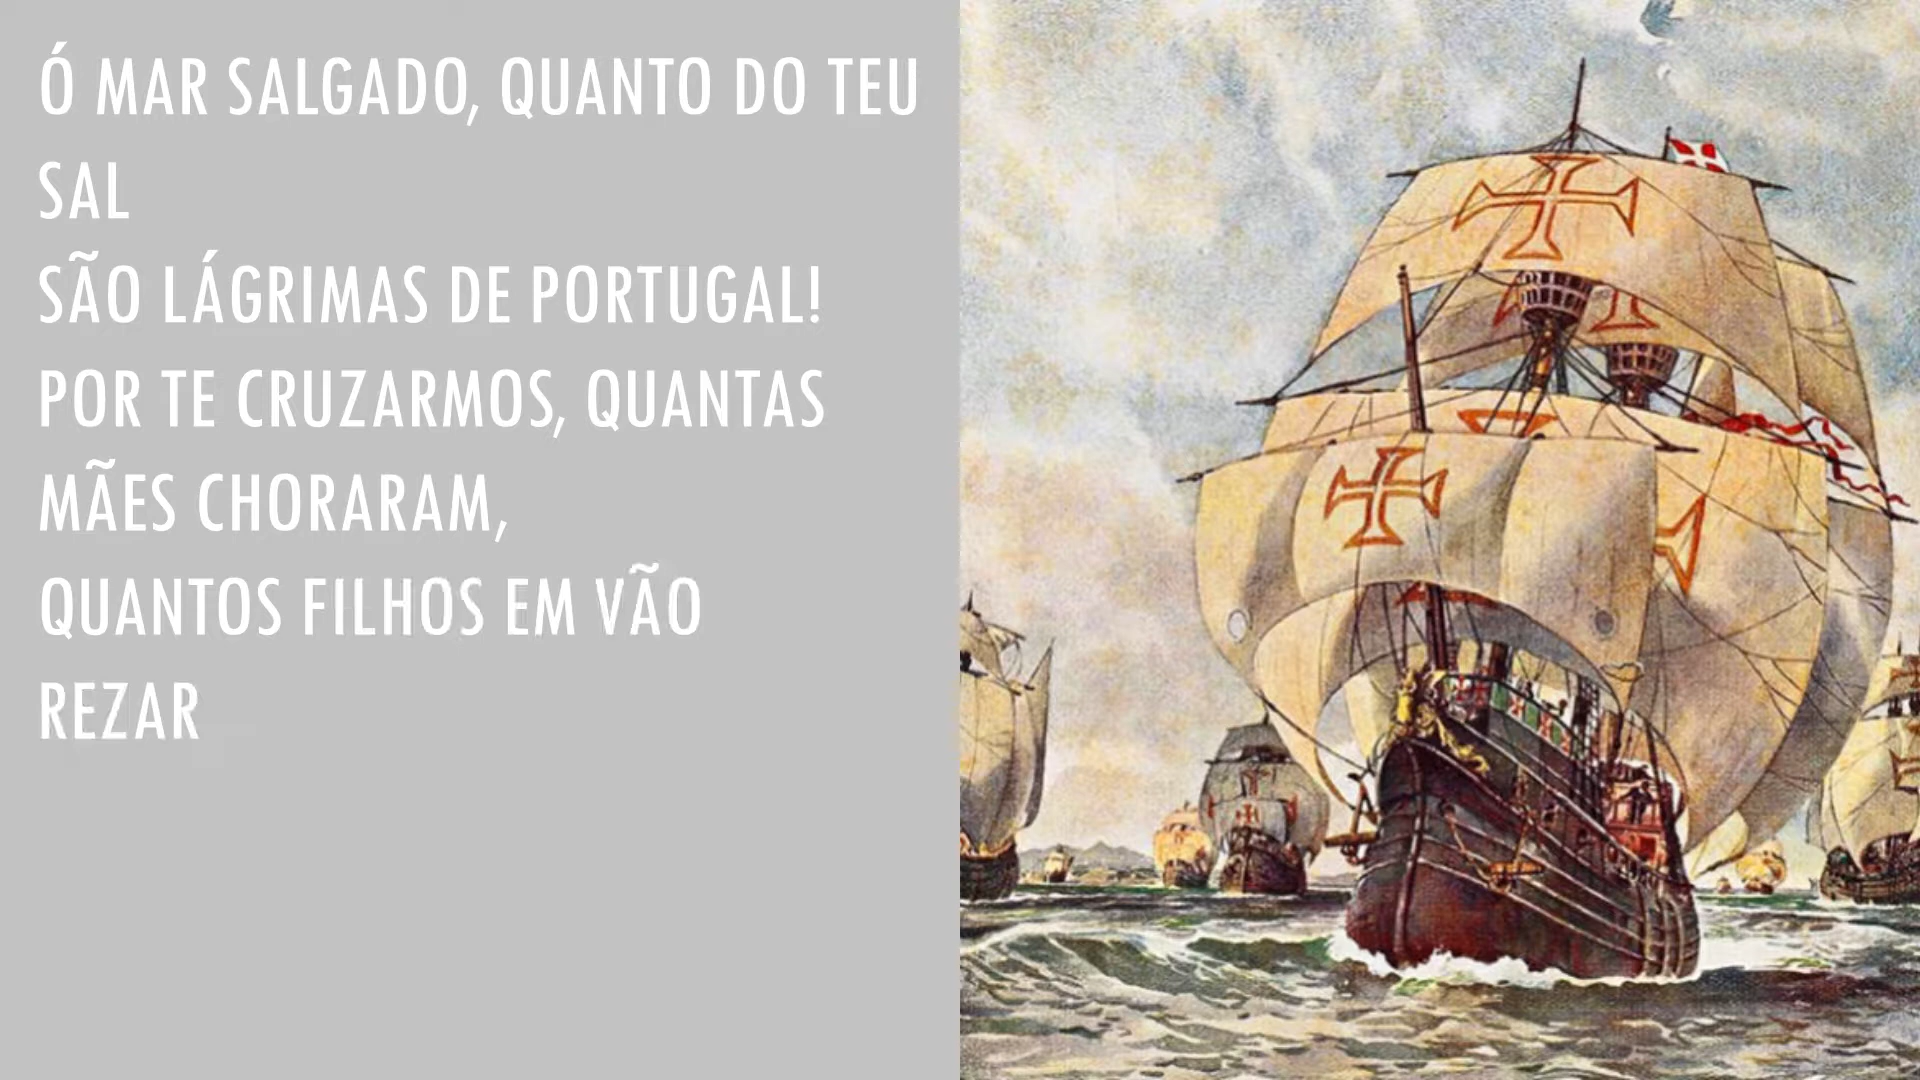 Ó MAR SALGADO, QUANTO DO TEU
SAL
SÃO LÁGRIMAS DE PORTUGAL!
POR TE CRUZARMOS, QUANTAS
MÃES CHORARAM,
QUANTOS FILHOS EM VÃO
REZAR